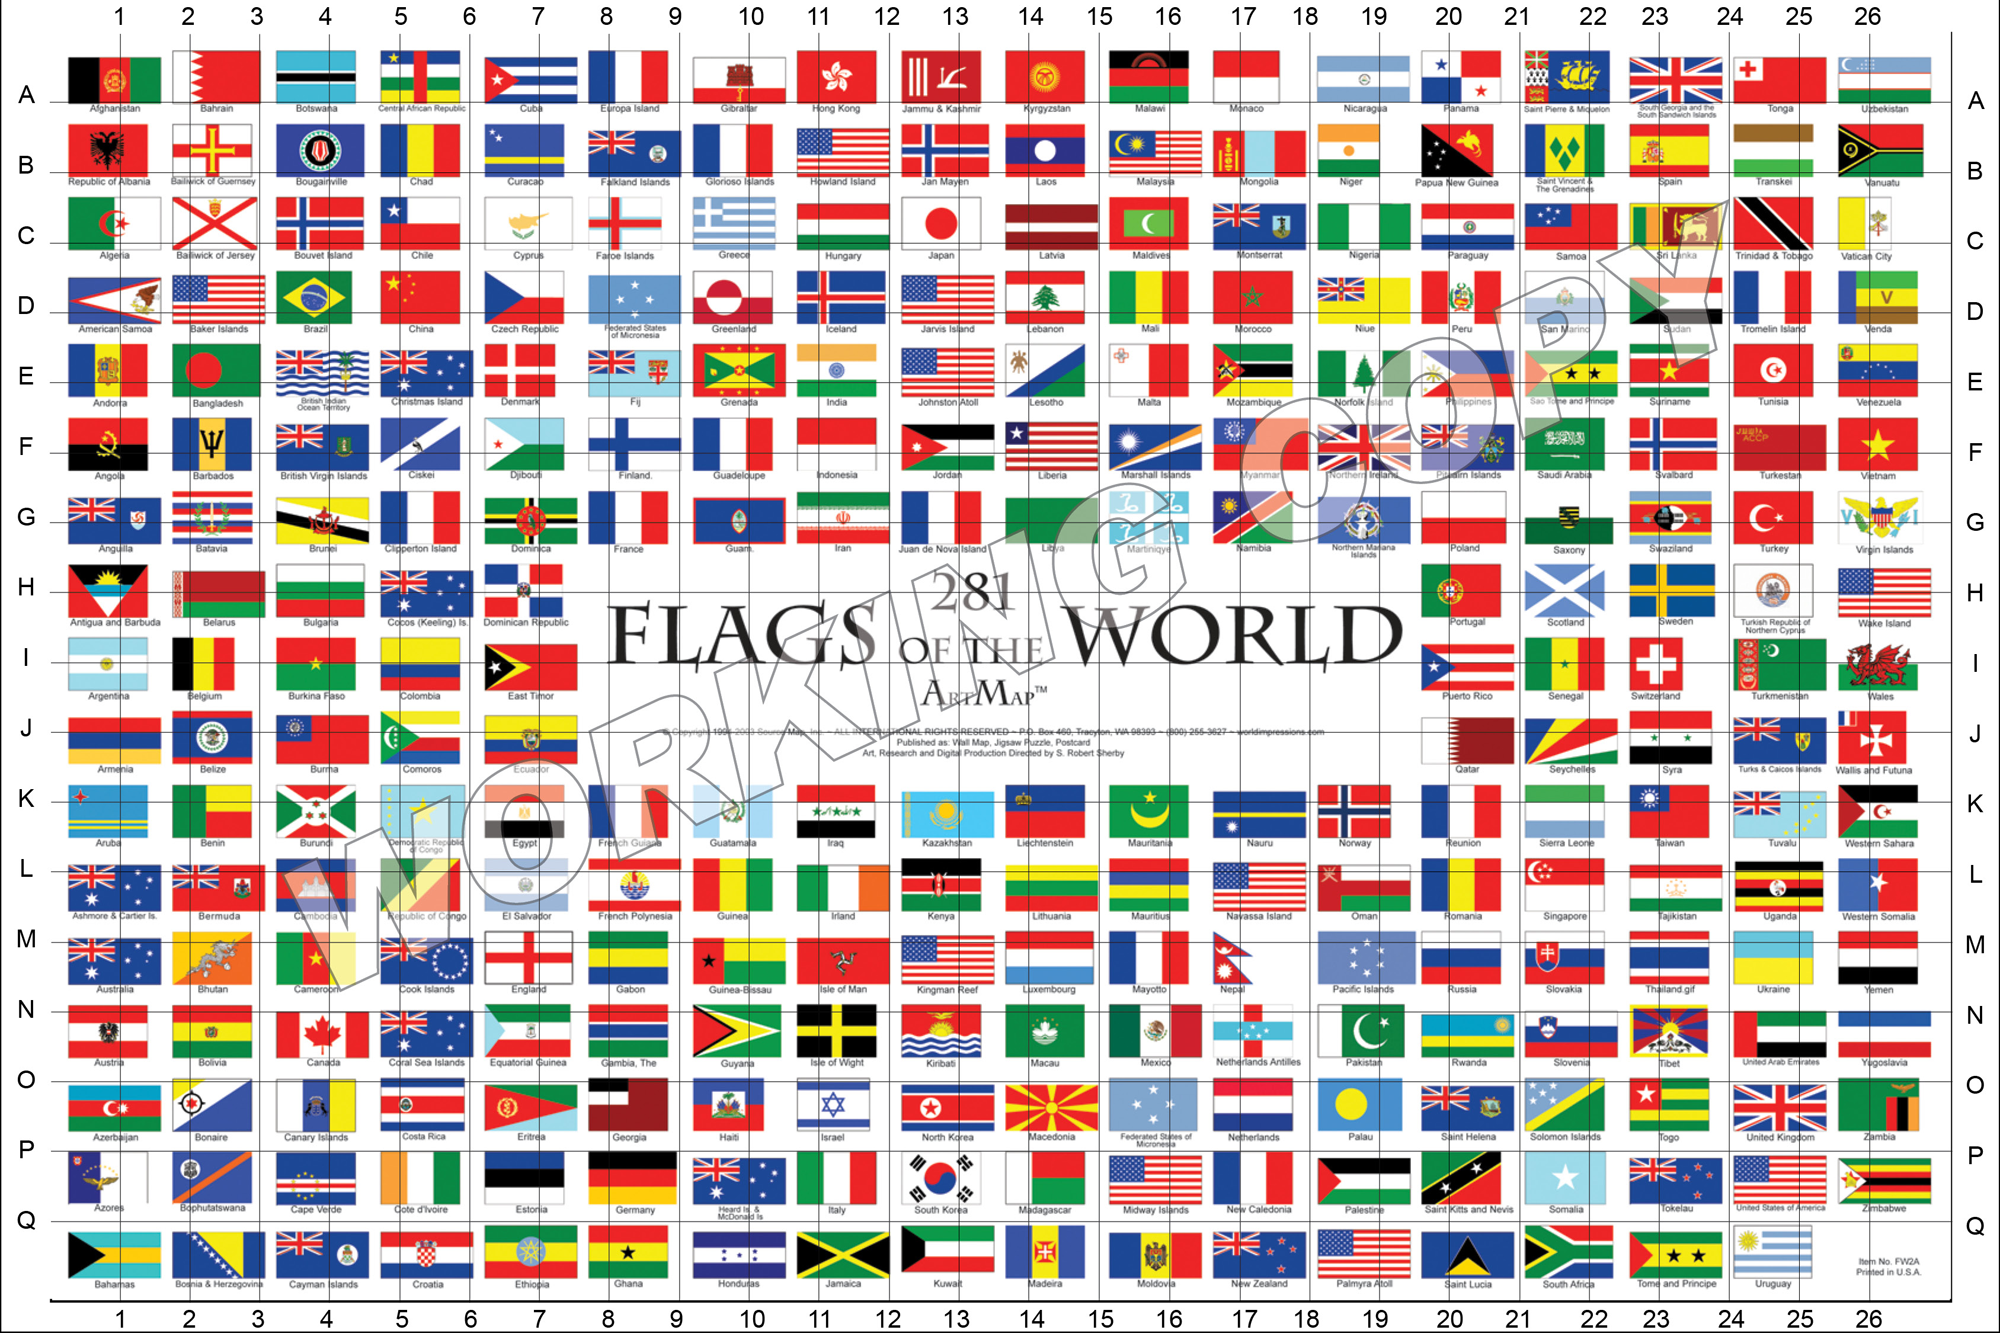 1 2 3 4 5 6 7 8 9 10 11 12 13 14 15 16 17 18 19 20 21 22 23 24 25 26
A A
Afghanistan Bahrain Botswana Central African Republic Cuba Europa Island Gibraltar Hong Kong Jammu & Kashmir Kyrgyzstan Malawi Monaco Nicaragua Panama Saint Pierre & Miquelon South Georgia and the Tonga Uzbekistan
South Sandwich Islands
B B
Republic of Albania Bailiwick of Guernsey Bougainville Chad Curacao Falkland Islands Glorioso Islands Howland Island Jan Mayen Laos Malaysia Mongolia Niger Papua New Guinea Saint Vincent & Spain Transkei Vanuatu
The Grenadines
C C
Algeria Bailiwick of Jersey Bouvet Island Chile Cyprus Faroe Islands Greece Hungary Japan Latvia Maldives Montserrat Nigeria Paraguay Samoa Sri Lanka Trinidad & Tobago Vatican City
D D
V
American Samoa Baker Islands Brazil China Czech Republic Federated States Greenland Iceland Jarvis Island Lebanon Mali Morocco Niue Peru San Marino Sudan Tromelin Island Venda
of Micronesia
E E
Andorra Bangladesh British Indian Christmas Island Denmark Fij Grenada India Johnston Atoll Lesotho Malta Mozambique Norfolk Island Philippines Sao Tome and Principe Suriname Tunisia Venezuela
Ocean Territory
F F
ACCP
Angola Barbados British Virgin Islands Ciskei Djibouti Finland. Guadeloupe Indonesia Jordan Liberia Marshall Islands Myanmar Northern Ireland Pitcairn Islands Saudi Arabia Svalbard Turkestan Vietnam
G G
V I
Anguilla Batavia Brunei Clipperton Island Dominica France Guam. Iran Juan de Nova Island Libya Martiniqye Namibia Northern Mariana Poland Saxony Swaziland Turkey Virgin Islands
Islands
H H
281
FLAGS OF THE WORLD
ARTMAP™
Antigua and Barbuda Belarus Bulgaria Cocos (Keeling) Is. Dominican Republic Portugal Scotland Sweden Turkish Republic of Wake Island
Northern Cyprus
I I
Argentina Belgium Burkina Faso Colombia East Timor Puerto Rico Senegal Switzerland Turkmenistan Wales
J J
© Copyright 1994-2003 Source Map, Inc. ~ ALL INTERNATIONAL RIGHTS RESERVED ~ P.O. Box 460, Tracyton, WA 98393 ~ (800) 255-3627 ~ worldimpressions.com
Published as: Wall Map, Jigsaw Puzzle, Postcard
Art, Research and Digital Production Directed by S. Robert Sherby
Armenia Belize Burma Comoros Ecuador Qatar Seychelles Syra Turks & Caicos Islands Wallis and Futuna
K K
Aruba Benin Burundi Democratic Republic Egypt French Guiana Guatamala Iraq Kazakhstan Liechtenstein Mauritania Nauru Norway Reunion Sierra Leone Taiwan Tuvalu Western Sahara
of Congo
L L
Ashmore & Cartier Is. Bermuda Cambodia Republic of Congo El Salvador French Polynesia Guinea Irland Kenya Lithuania Mauritius Navassa Island Oman Romania Singapore Tajikistan Uganda Western Somalia
M M
Australia Bhutan Cameroon Cook Islands England Gabon Guinea-Bissau Isle of Man Kingman Reef Luxembourg Mayotto Nepal Pacific Islands Russia Slovakia Thailand.gif Ukraine Yemen
N N
Austria Bolivia Canada Coral Sea Islands Equatorial Guinea Gambia, The Guyana Isle of Wight Kiribati Macau Mexico Netherlands Antilles Pakistan Rwanda Slovenia Tibet United Arab Emirates Yugoslavia
O O
Azerbaijan Bonaire Canary Islands Costa Rica Eritrea Georgia Haiti Israel North Korea Macedonia Federated States of Netherlands Palau Saint Helena Solomon Islands Togo United Kingdom Zambia
Micronesia
P P
Azores Bophutatswana Cape Verde Cote d'Ivoire Estonia Germany Heard Is. & Italy South Korea Madagascar Midway Islands New Caledonia Palestine Saint Kitts and Nevis Somalia Tokelau United States of America Zimbabwe
McDonald Is
Q Q
Item No. FW2A
Printed in U.S.A.
Bahamas Bosnia & Herzegovina Cayman Islands Croatia Ethiopia Ghana Honduras Jamaica Kuwait Madeira Moldovia New Zealand Palmyra Atoll Saint Lucia South Africa Tome and Principe Uruguay
1 2 3 4 5 6 7 8 9 10 11 12 13 14 15 16 17 18 19 20 21 22 23 24 25 26
WORKING COPY